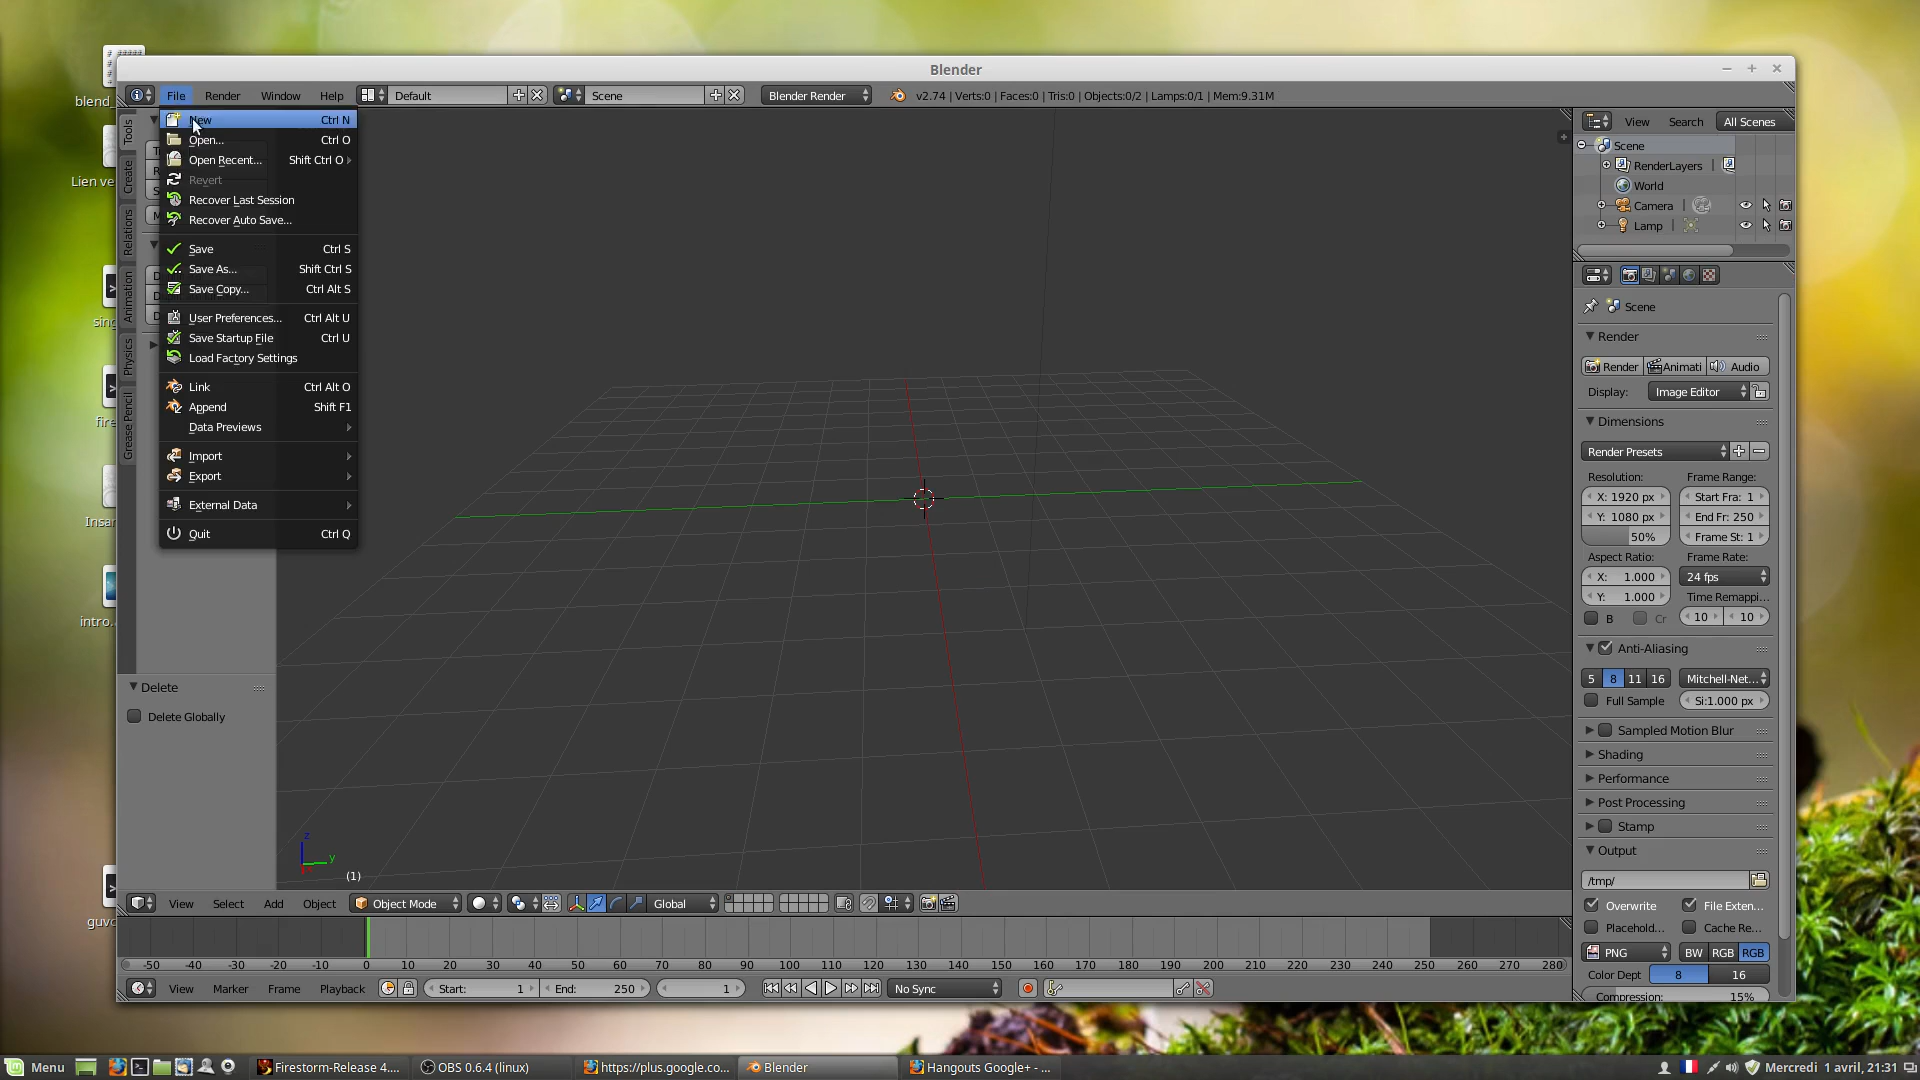 blend_
Lien ve
sing
fire
Insan
intro.
guvc
Blender
File Render Window Help Default Scene Blender Render v2.74 | Verts:0 | Faces:0 | Tris:0 | Objects:0/2 | Lamps:0/1 | Mem:9.31M
New Ctrl N
Open... Ctrl O
Open Recent... Shift Ctrl O
Revert
Recover Last Session
Recover Auto Save...
Save Ctrl S
Save As... Shift Ctrl S
Save Copy... Ctrl Alt S
User Preferences... Ctrl Alt U
Save Startup File Ctrl U
Load Factory Settings
Link Ctrl Alt O
Append Shift F1
Data Previews
Import
Export
External Data
Quit Ctrl Q
Tools
Create
Relations
Animation
Physics
Grease Pencil
Delete
Delete Globally
z
y
(1)
View Select Add Object Object Mode Global
-50 -40 -30 -20 -10 0 10 20 30 40 50 60 70 80 90 100 110 120 130 140 150 160 170 180 190 200 210 220 230 240 250 260 270 280
View Marker Frame Playback Start: 1 End: 250 1 No Sync
View Search All Scenes
Scene
RenderLayers
World
Camera
Lamp
Scene
Render
Render Animati Audio
Display: Image Editor
Dimensions
Render Presets
Resolution: Frame Range:
X: 1920 px Start Fra: 1
Y: 1080 px End Fr: 250
50% Frame St: 1
Aspect Ratio: Frame Rate:
X: 1.000 24 fps
Y: 1.000 Time Remappi...
B Cr 10 10
Anti-Aliasing
5 8 11 16 Mitchell-Net...
Full Sample Si:1.000 px
Sampled Motion Blur
Shading
Performance
Post Processing
Stamp
Output
/tmp/
Overwrite File Exten...
Placehold... Cache Re...
PNG BW RGB RGB
Color Dept 8 16
Compression: 15%
Menu Firestorm-Release 4.... OBS 0.6.4 (linux) https://plus.google.co... Blender Hangouts Google+ - ... Mercredi 1 avril, 21:31